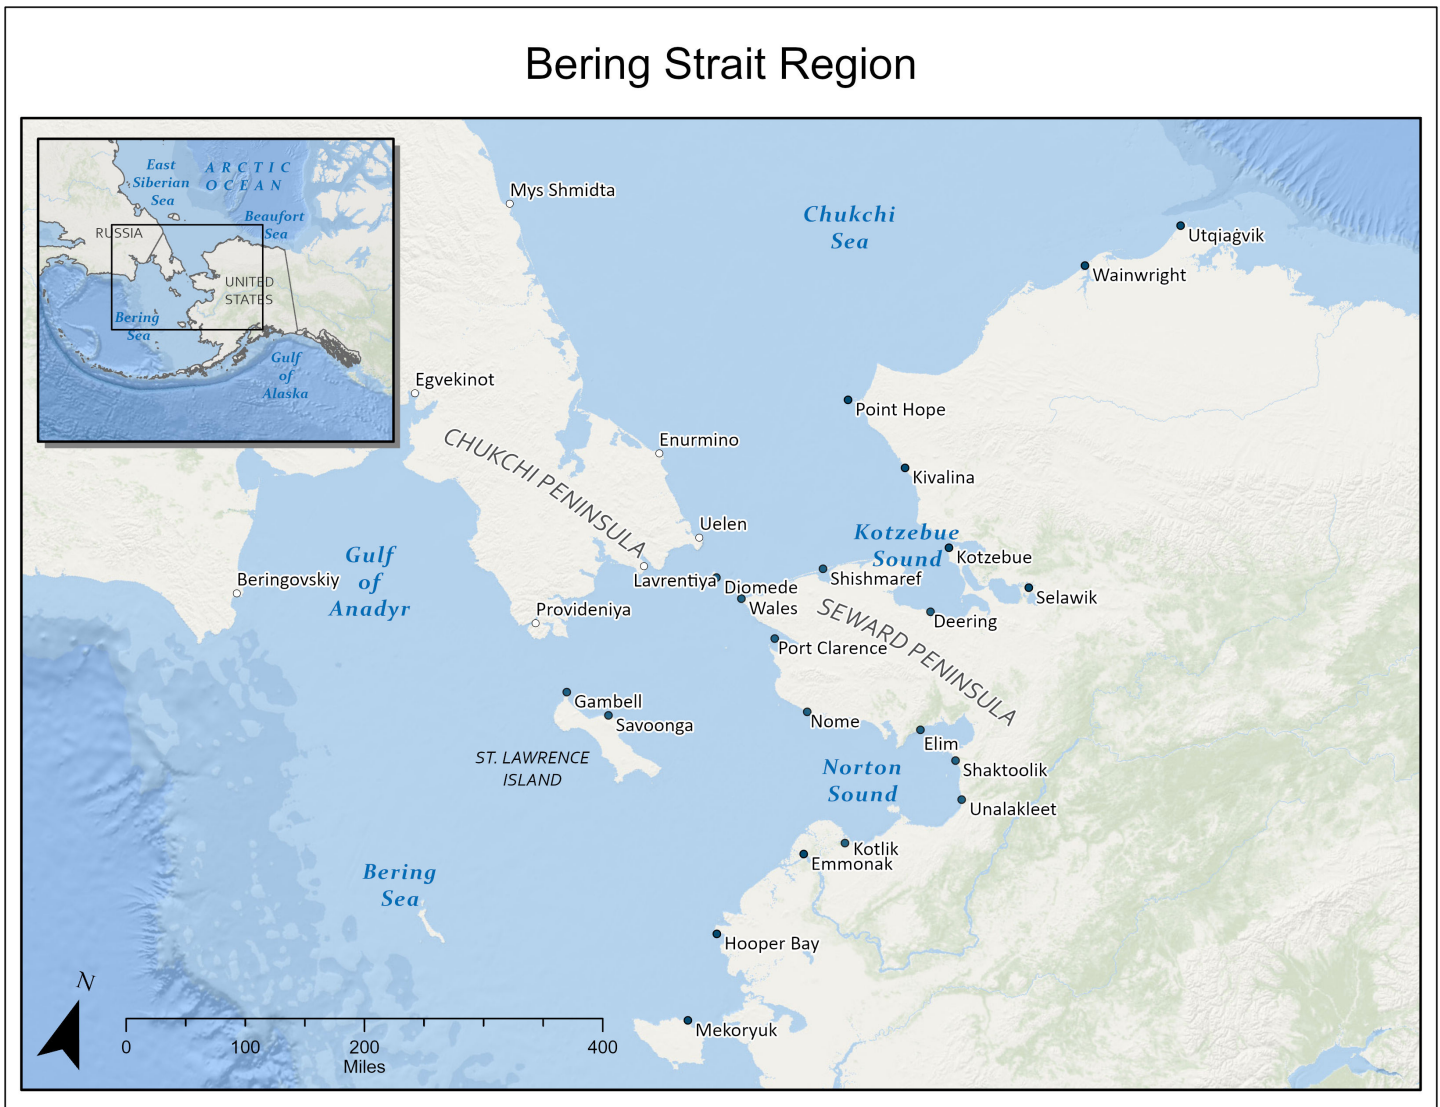 Bering Strait Region
East
Siberian
Sea
ARCTIC
OCEAN
Beaufort
Sea
RUSSIA
UNITED
STATES
Bering
Sea
Gulf
of
Alaska
Mys Shmidta
Chukchi
Sea
Utqiaġvik
Wainwright
Egvekinot
Point Hope
CHUKCHI PENINSULA
Enurmino
Kivalina
Uelen
Kotzebue
Sound
Kotzebue
Gulf
of
Anadyr
Beringovskiy
Lavrentiya
Diomede
Shishmaref
Selawik
Wales
Provideniya
SEWARD PENINSULA
Deering
Port Clarence
Gambell
Savoonga
Nome
Elim
ST. LAWRENCE
ISLAND
Norton
Sound
Shaktoolik
Unalakleet
Kotlik
Emmonak
Bering
Sea
Hooper Bay
Mekoryuk
N
0 100 200 400
Miles